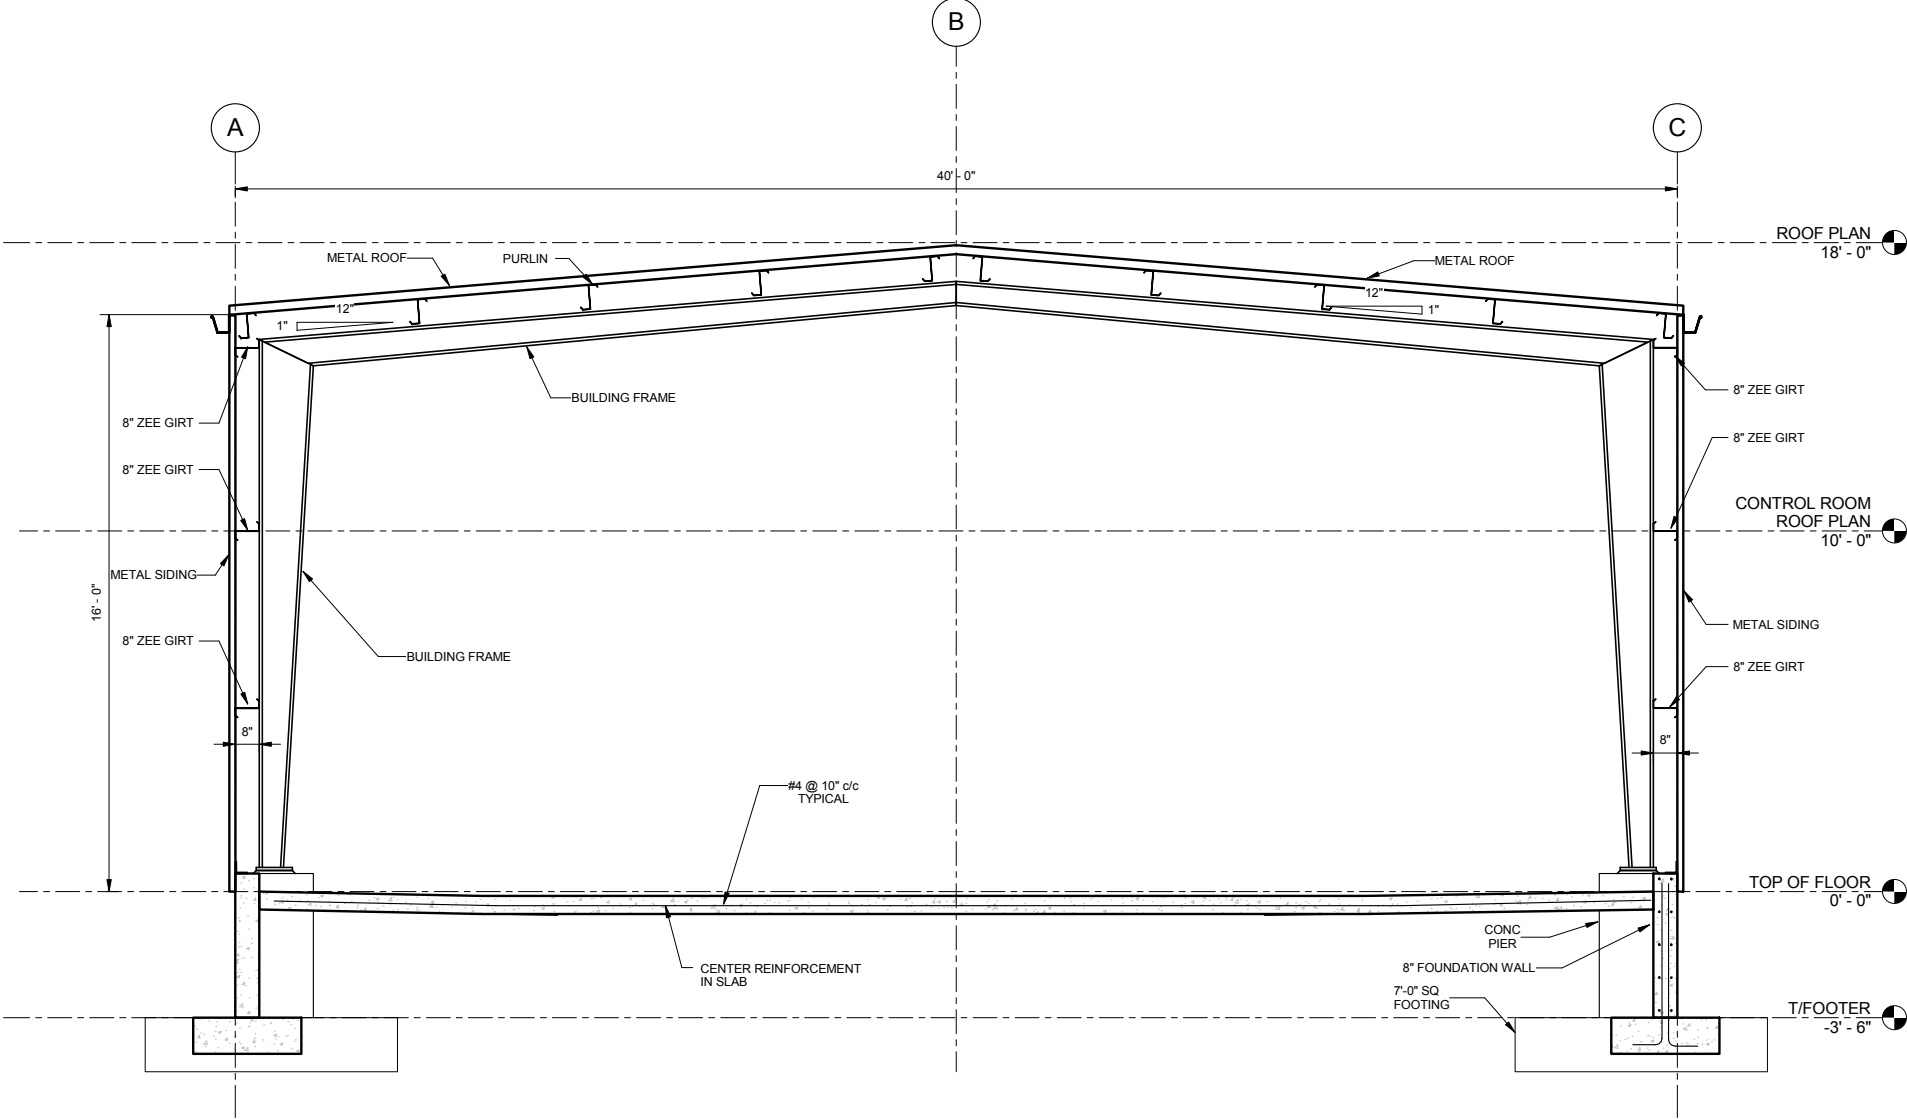 B
A
C
40' - 0"
ROOF PLAN
18' - 0"
METAL ROOF
PURLIN
METAL ROOF
12"
1"
12"
1"
BUILDING FRAME
8" ZEE GIRT
8" ZEE GIRT
8" ZEE GIRT
8" ZEE GIRT
CONTROL ROOM
ROOF PLAN
10' - 0"
METAL SIDING
16' - 0"
METAL SIDING
8" ZEE GIRT
BUILDING FRAME
8" ZEE GIRT
8"
8"
#4 @ 10" c/c
TYPICAL
TOP OF FLOOR
0' - 0"
CONC
PIER
CENTER REINFORCEMENT
IN SLAB
8" FOUNDATION WALL
7'-0" SQ
FOOTING
T/FOOTER
-3' - 6"